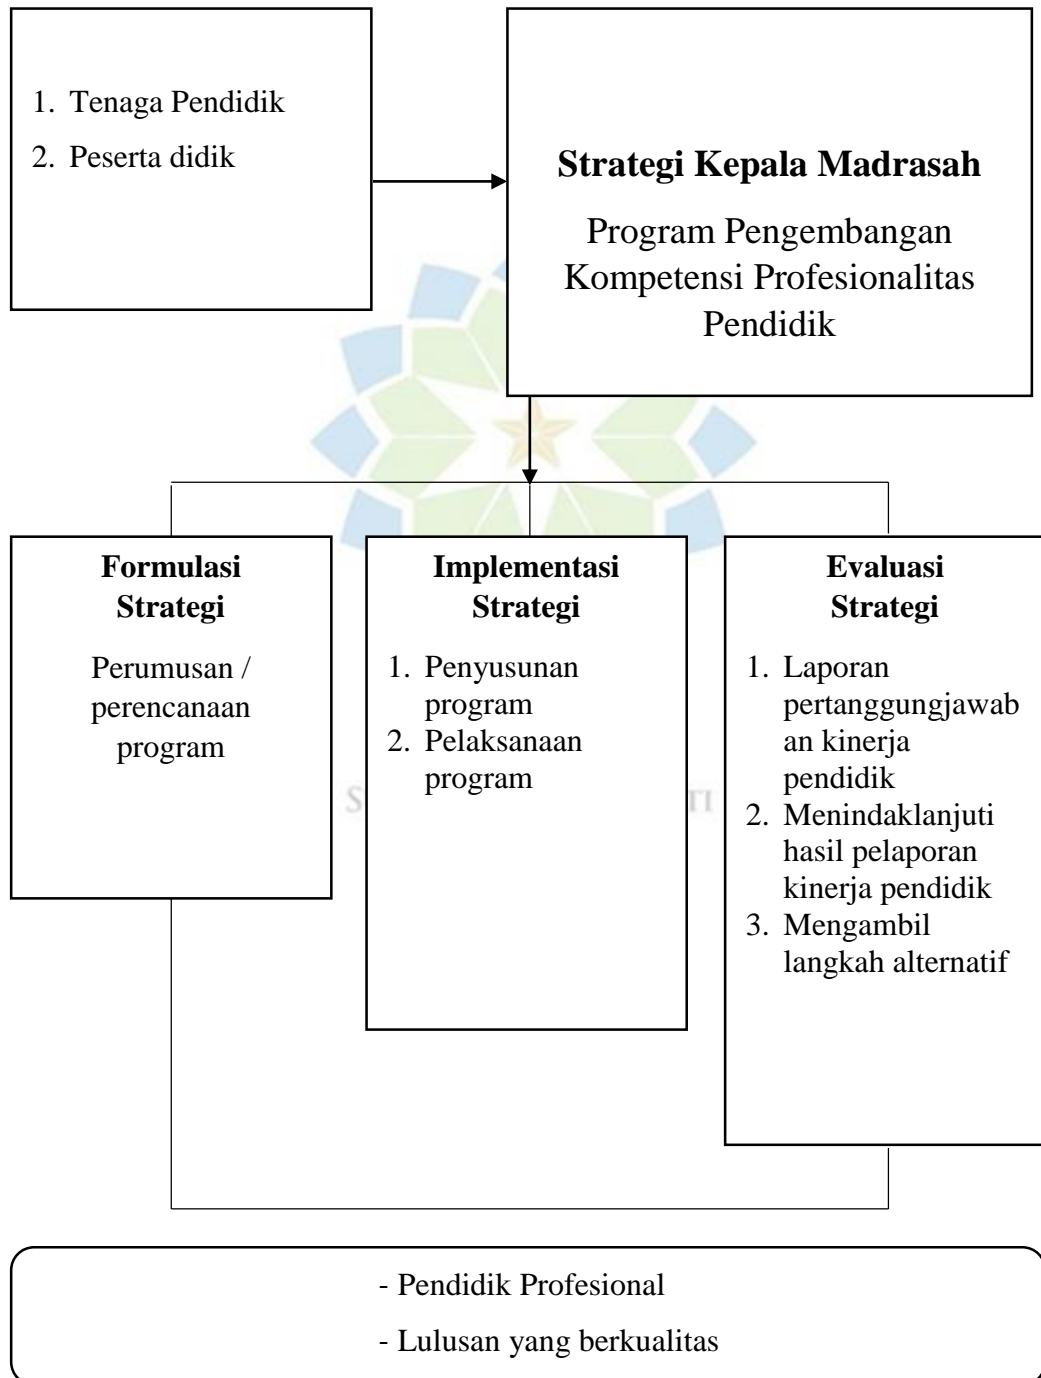 1. Tenaga Pendidik
2. Peserta didik
Strategi Kepala Madrasah
Program Pengembangan
Kompetensi Profesionalitas
Pendidik
Formulasi
Strategi
Perumusan /
perencanaan
program
Implementasi
Strategi
1. Penyusunan
program
2. Pelaksanaan
program
Evaluasi
Strategi
1. Laporan
pertanggungjawab
an kinerja
pendidik
2. Menindaklanjuti
hasil pelaporan
kinerja pendidik
3. Mengambil
langkah alternatif
- Pendidik Profesional
- Lulusan yang berkualitas